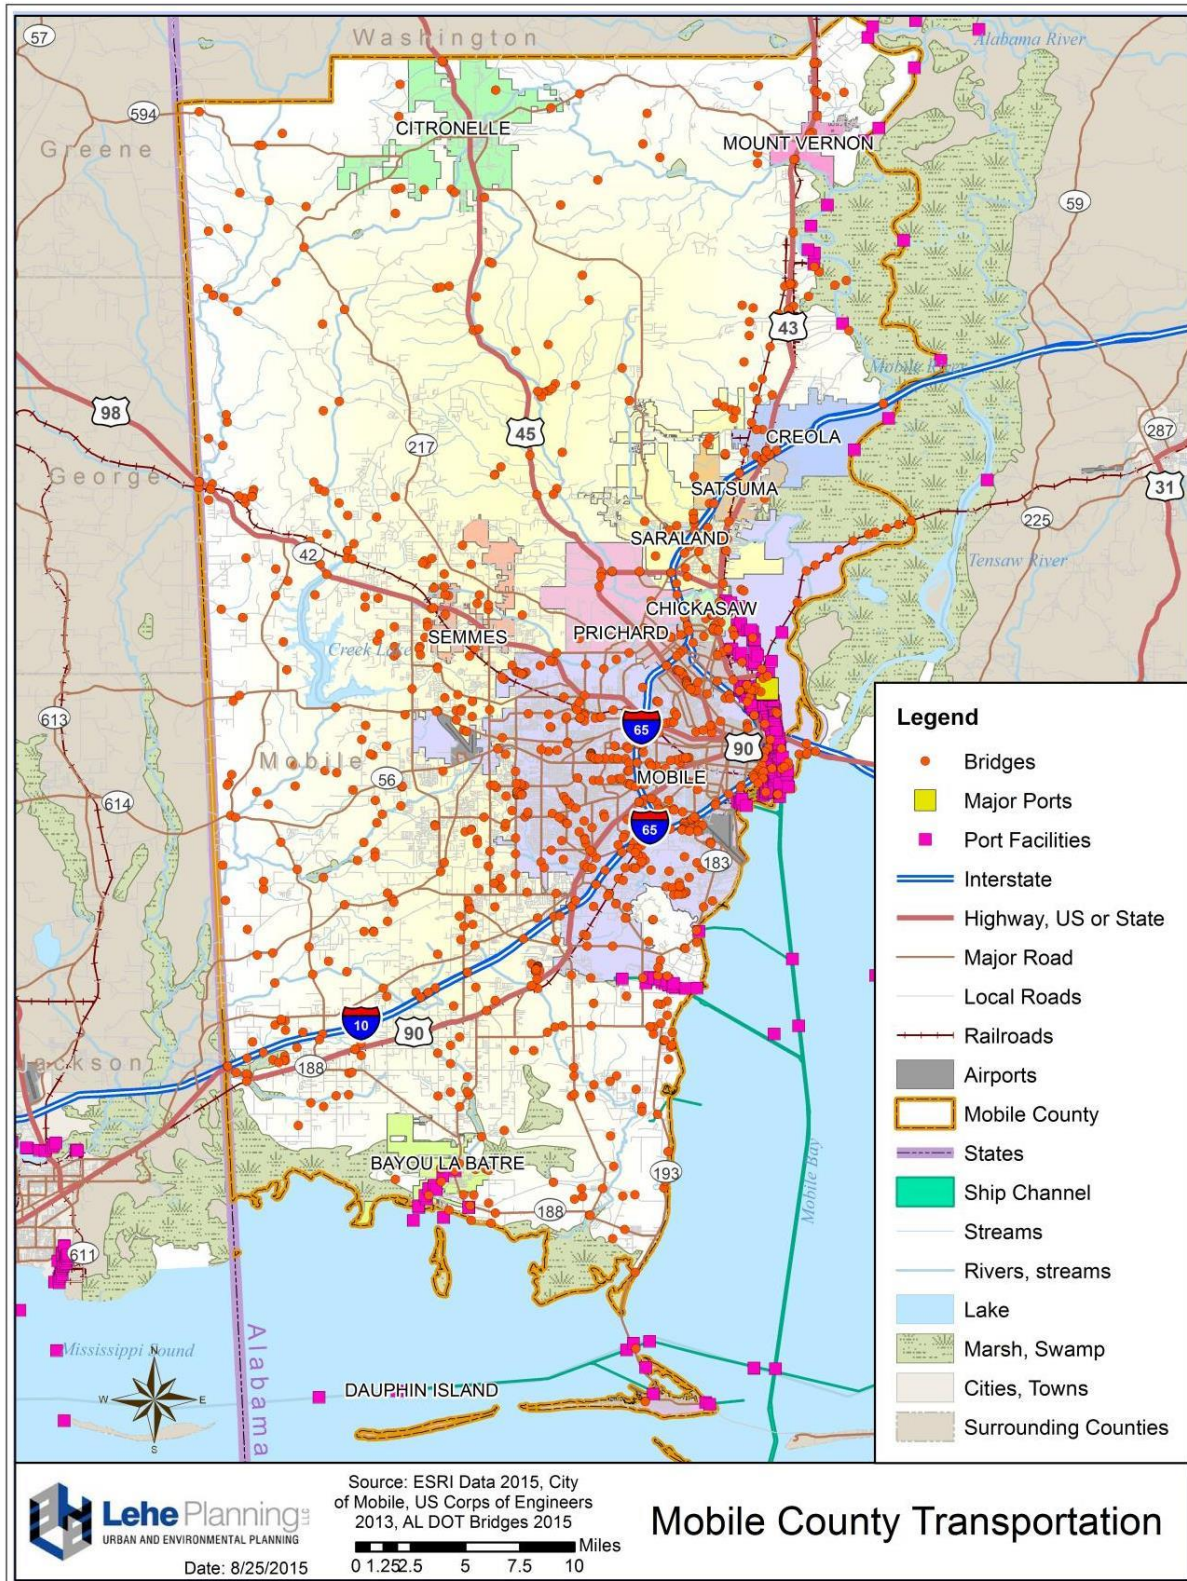 57
Washington
Alabama River
594
CITRONELLE
MOUNT VERNON
Greene
59
43
Mobile River
98
45
CREOLA
217
287
George
SATSUMA
31
225
SARALAND
42
Tensaw River
CHICKASAW
PRICHARD
SEMMES
Creek Lake
613
65
90
Mobile
56
MOBILE
614
65
183
10
90
188
Jackson
BAYOU LA BATRE
193
Mobile Bay
188
611
Mississippi Sound
N
W E
S
DAUPHIN ISLAND
Alabama
Legend
Bridges
Major Ports
Port Facilities
Interstate
Highway, US or State
Major Road
Local Roads
Railroads
Airports
Mobile County
States
Ship Channel
Streams
Rivers, streams
Lake
Marsh, Swamp
Cities, Towns
Surrounding Counties
Lehe Planning LLC
URBAN AND ENVIRONMENTAL PLANNING
Date: 8/25/2015
Source: ESRI Data 2015, City
of Mobile, US Corps of Engineers
2013, AL DOT Bridges 2015
Miles
0 1.252.5 5 7.5 10
Mobile County Transportation